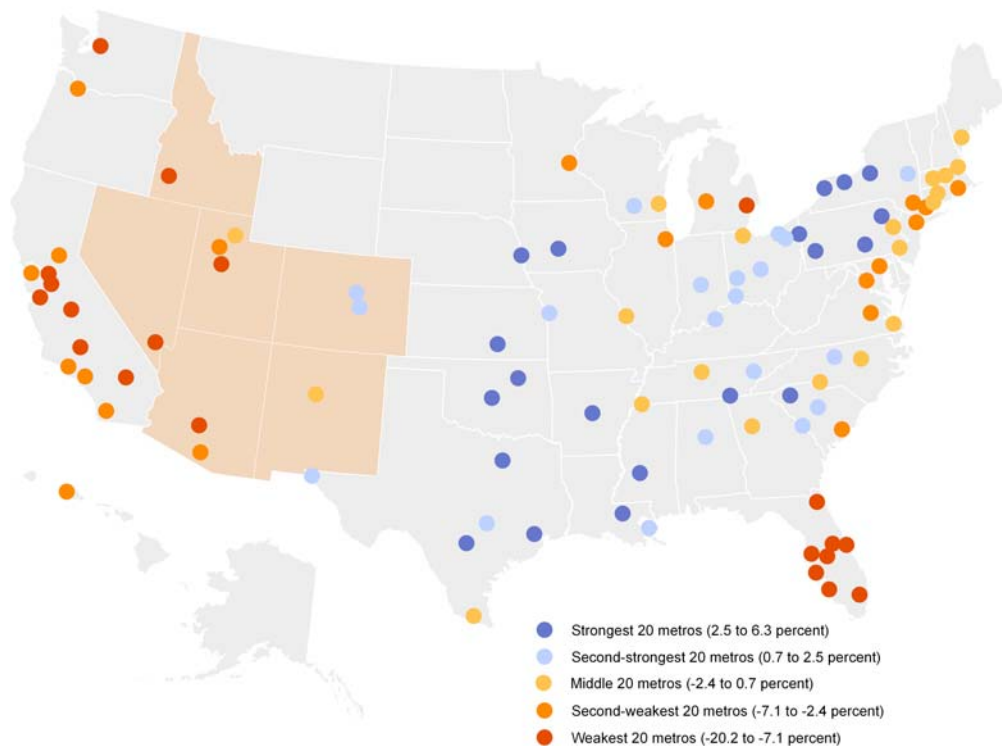 Strongest 20 metros (2.5 to 6.3 percent)
Second-strongest 20 metros (0.7 to 2.5 percent)
Middle 20 metros (-2.4 to 0.7 percent)
Second-weakest 20 metros (-7.1 to -2.4 percent)
Weakest 20 metros (-20.2 to -7.1 percent)